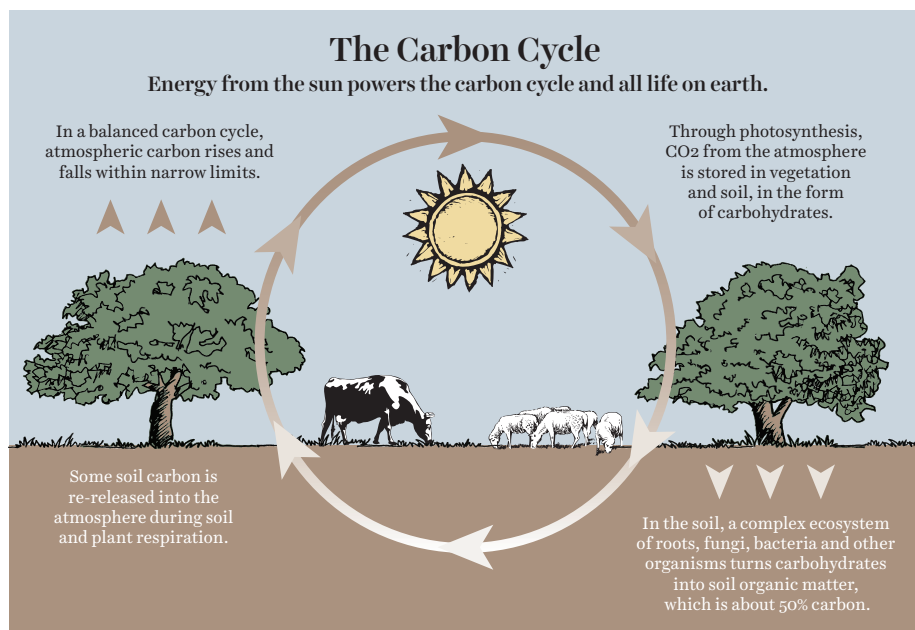 The Carbon Cycle
Energy from the sun powers the carbon cycle and all life on earth.
In a balanced carbon cycle,
atmospheric carbon rises and
falls within narrow limits.
Through photosynthesis,
CO2 from the atmosphere
is stored in vegetation
and soil, in the form
of carbohydrates.
Some soil carbon is
re-released into the
atmosphere during soil
and plant respiration.
In the soil, a complex ecosystem
of roots, fungi, bacteria and other
organisms turns carbohydrates
into soil organic matter,
which is about 50% carbon.